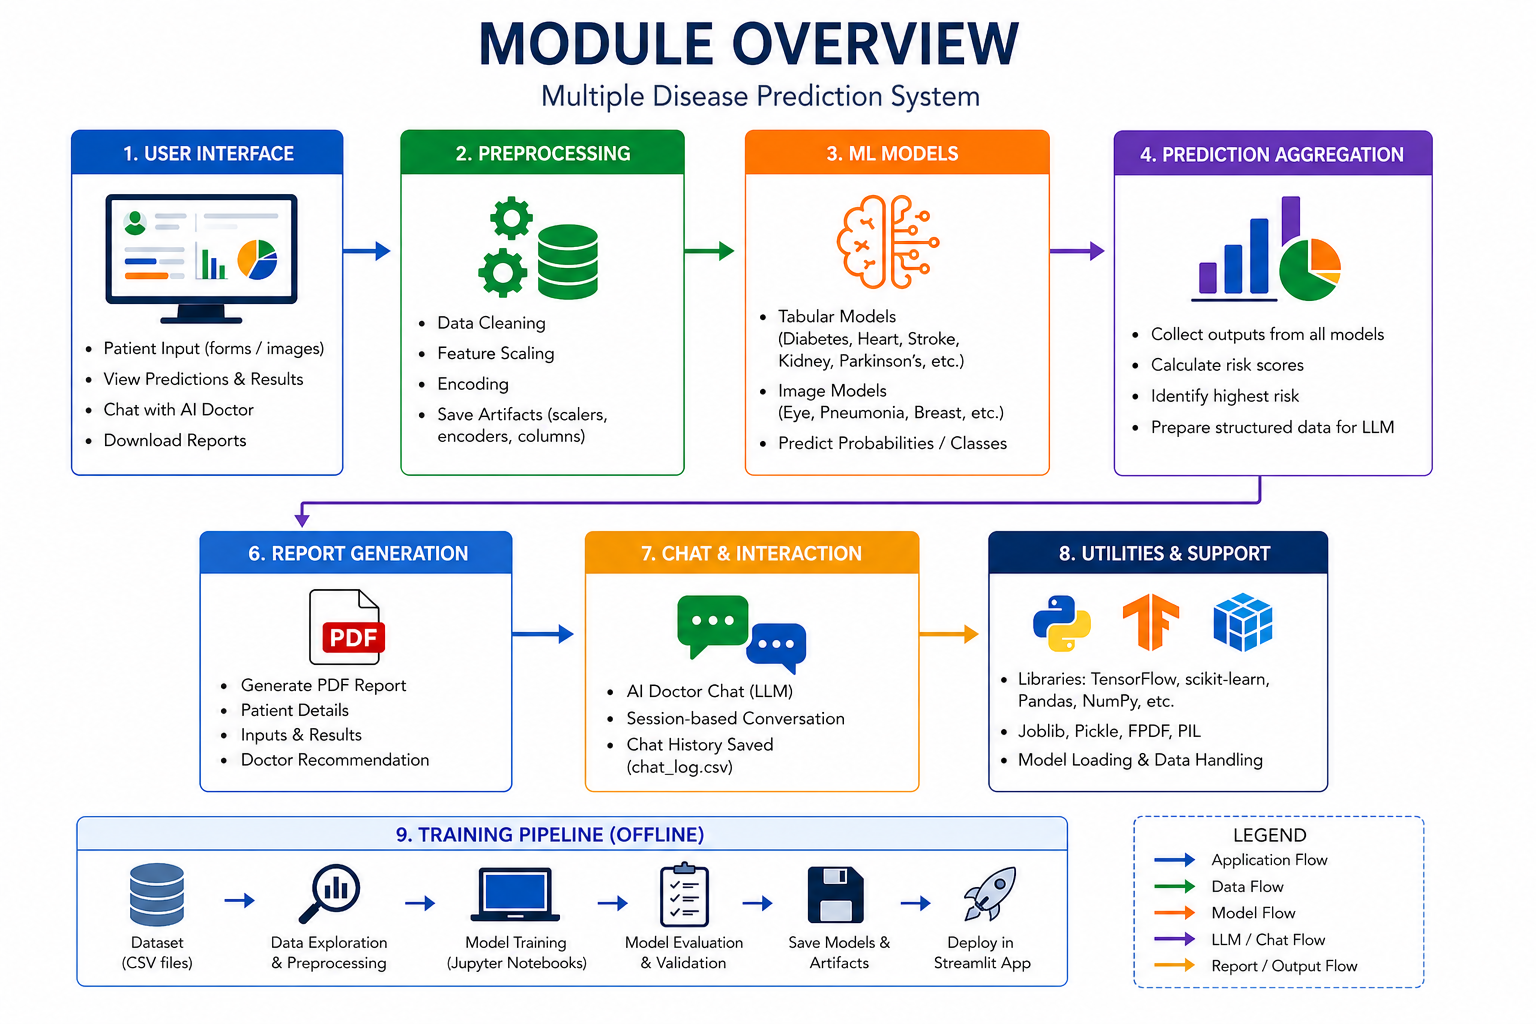 MODULE OVERVIEW
Multiple Disease Prediction System
1. USER INTERFACE
• Patient Input (forms / images)
• View Predictions & Results
• Chat with AI Doctor
• Download Reports
2. PREPROCESSING
• Data Cleaning
• Feature Scaling
• Encoding
• Save Artifacts (scalers,
encoders, columns)
3. ML MODELS
• Tabular Models
(Diabetes, Heart, Stroke,
Kidney, Parkinson's, etc.)
• Image Models
(Eye, Pneumonia, Breast, etc.)
• Predict Probabilities / Classes
4. PREDICTION AGGREGATION
• Collect outputs from all models
• Calculate risk scores
• Identify highest risk
• Prepare structured data for LLM
6. REPORT GENERATION
PDF
• Generate PDF Report
• Patient Details
• Inputs & Results
• Doctor Recommendation
7. CHAT & INTERACTION
• AI Doctor Chat (LLM)
• Session-based Conversation
• Chat History Saved
(chat_log.csv)
8. UTILITIES & SUPPORT
• Libraries: TensorFlow, scikit-learn,
Pandas, NumPy, etc.
• Joblib, Pickle, FPDF, PIL
• Model Loading & Data Handling
9. TRAINING PIPELINE (OFFLINE)
Dataset
(CSV files)
Data Exploration
& Preprocessing
Model Training
(Jupyter Notebooks)
Model Evaluation
& Validation
Save Models &
Artifacts
Deploy in
Streamlit App
LEGEND
Application Flow
Data Flow
Model Flow
LLM / Chat Flow
Report / Output Flow